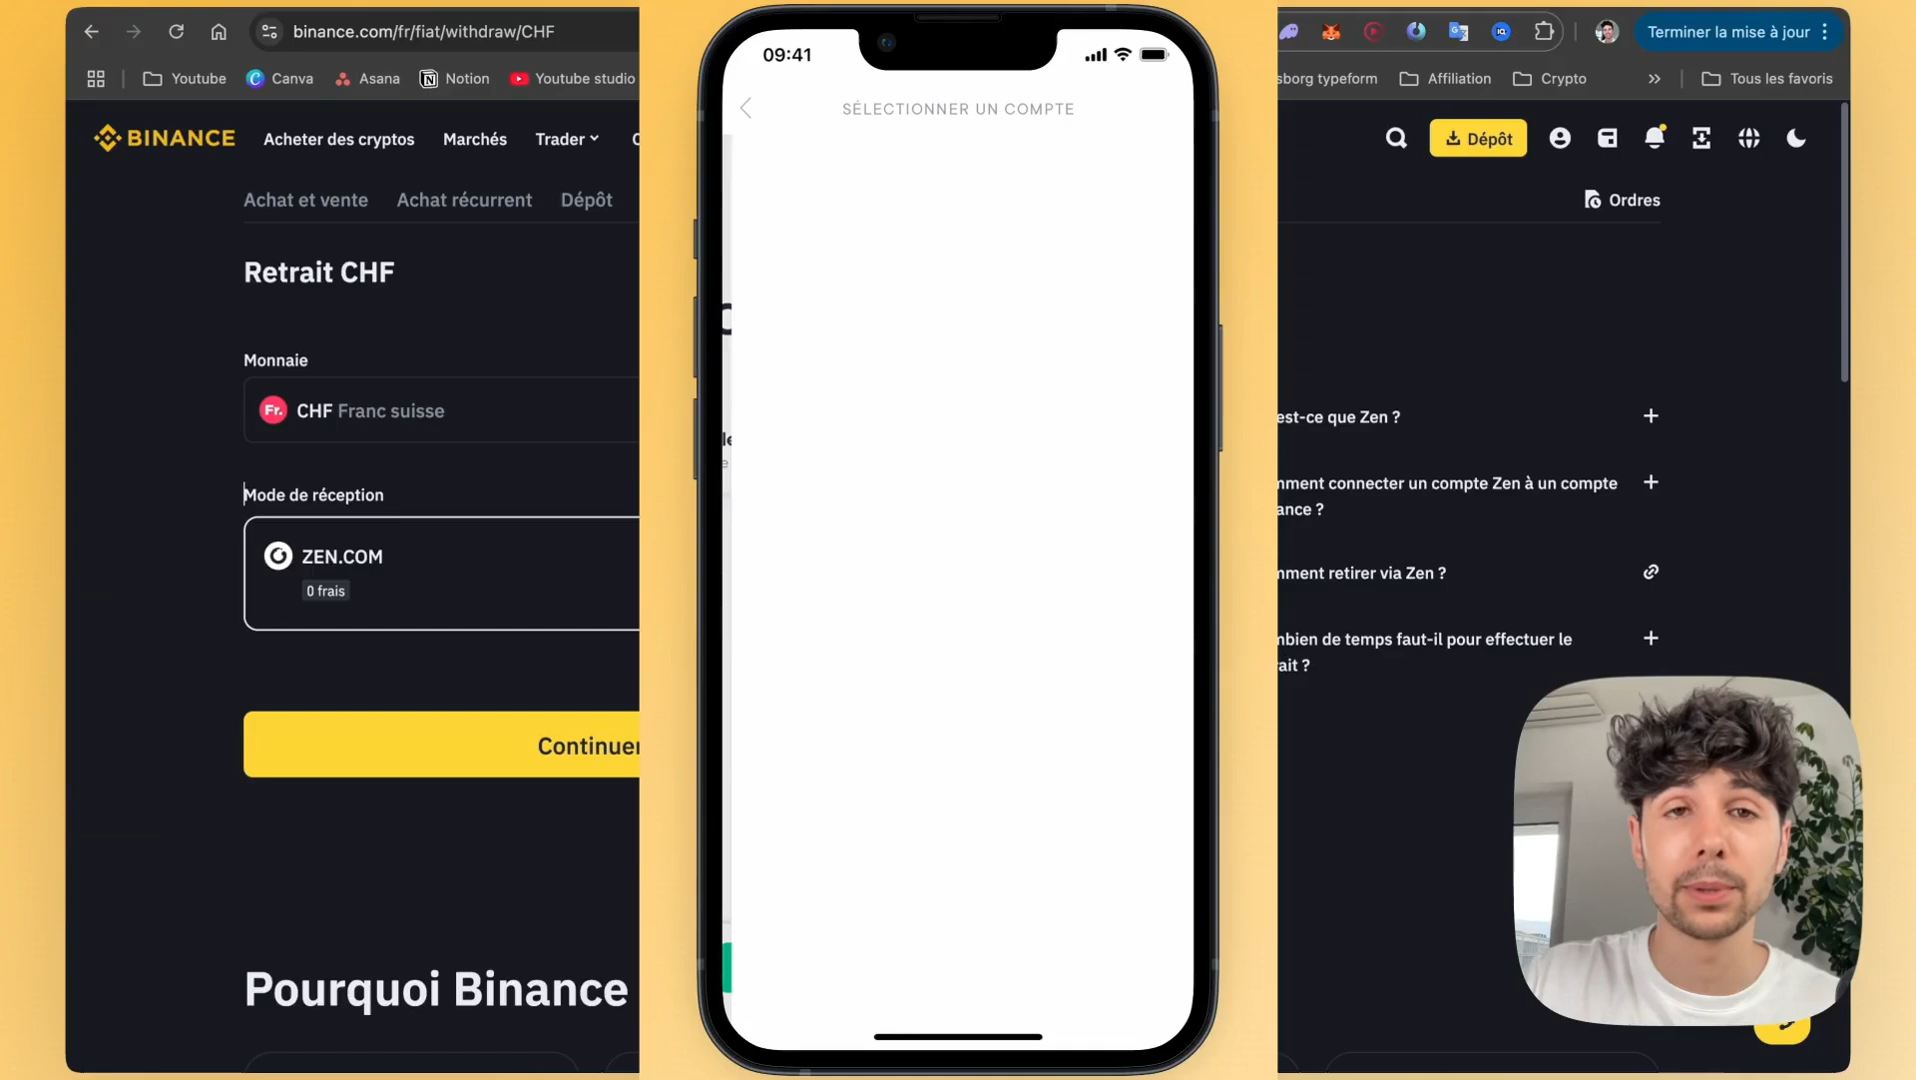 binance.com/fr/fiat/withdraw/CHF
Terminer la mise à jour
Youtube
Canva
Asana
Notion
Youtube studio
sborg typeform
Affiliation
Crypto
Tous les favoris
BINANCE
Acheter des cryptos
Marchés
Trader
Dépôt
Achat et vente
Achat récurrent
Dépôt
Ordres
Retrait CHF
Monnaie
Fr.
CHF Franc suisse
Mode de réception
ZEN.COM
0 frais
Continuer
Pourquoi Binance
09:41
SÉLECTIONNER UN COMPTE
est-ce que Zen ?
mment connecter un compte Zen à un compte
ance ?
mment retirer via Zen ?
mbien de temps faut-il pour effectuer le
ait ?